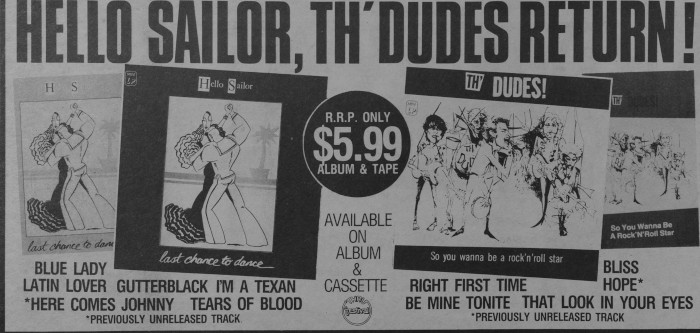 HELLO SAILOR, TH' DUDES RETURN!
H S
last chance to dan
Hello Sailor
last chance to dance
R.R.P. ONLY
$5.99
ALBUM & TAPE
AVAILABLE
ON
ALBUM
&
CASSETTE
TH' DUDES!
So you wanna be a rock'n'roll star
TH' DUDES!
So You Wanna Be
A Rock'N'Roll Star
BLUE LADY
LATIN LOVER GUTTERBLACK I'M A TEXAN
*HERE COMES JOHNNY TEARS OF BLOOD
*PREVIOUSLY UNRELEASED TRACK
BLISS
RIGHT FIRST TIME HOPE*
BE MINE TONITE THAT LOOK IN YOUR EYES
*PREVIOUSLY UNRELEASED TRACK